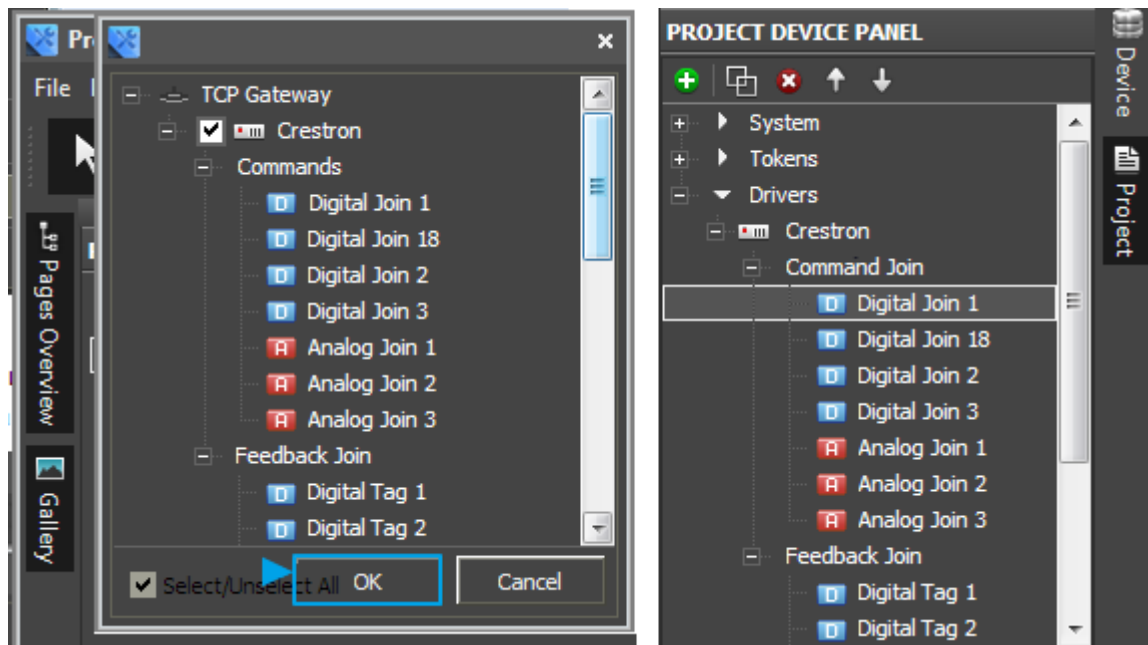 Pr
File
Pages Overview
Gallery
TCP Gateway
Crestron
Commands
D Digital Join 1
D Digital Join 18
D Digital Join 2
D Digital Join 3
A Analog Join 1
A Analog Join 2
A Analog Join 3
Feedback Join
D Digital Tag 1
D Digital Tag 2
Select/Unselect All
OK
Cancel
PROJECT DEVICE PANEL
System
Tokens
Drivers
Crestron
Command Join
D Digital Join 1
D Digital Join 18
D Digital Join 2
D Digital Join 3
A Analog Join 1
A Analog Join 2
A Analog Join 3
Feedback Join
D Digital Tag 1
D Digital Tag 2
Device
Project